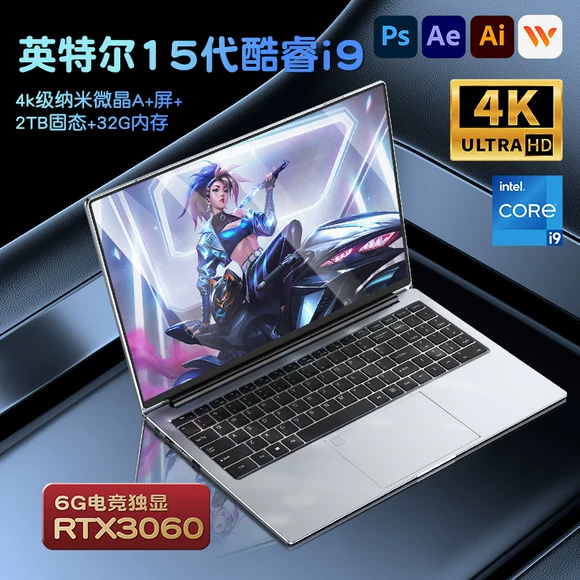 英特尔15代酷睿i9
Ps Ae Ai W
4k级纳米微晶A+屏+
2TB固态+32G内存
4K
ULTRA HD
intel
CORE
i9
6G电竞独显
RTX3060